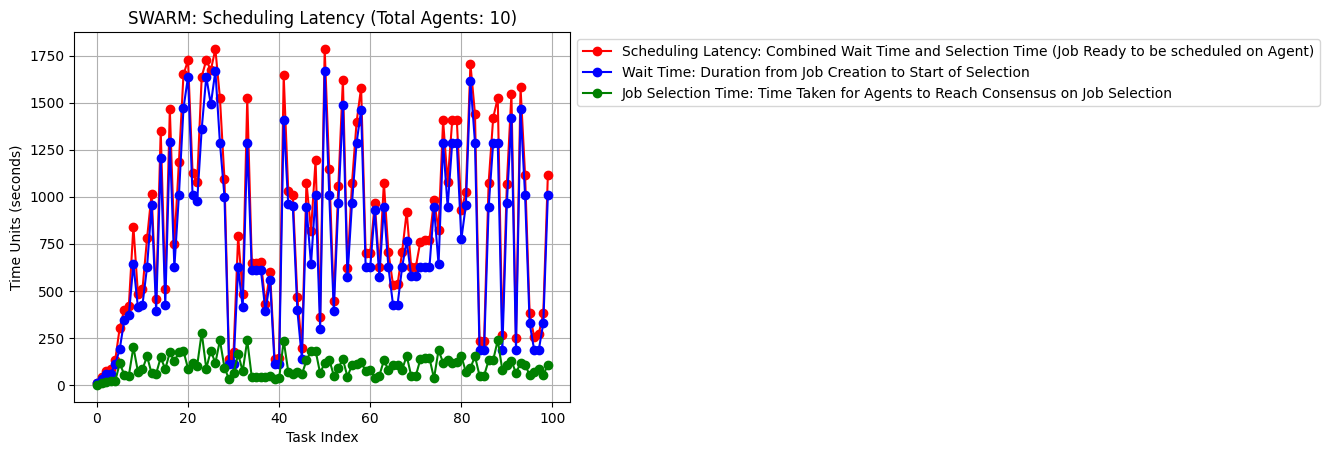 SWARM: Scheduling Latency (Total Agents: 10)
Scheduling Latency: Combined Wait Time and Selection Time (Job Ready to be scheduled on Agent)
Wait Time: Duration from Job Creation to Start of Selection
Job Selection Time: Time Taken for Agents to Reach Consensus on Job Selection
Time Units (seconds)
1750
1500
1250
1000
750
500
250
0
0 20 40 60 80 100
Task Index